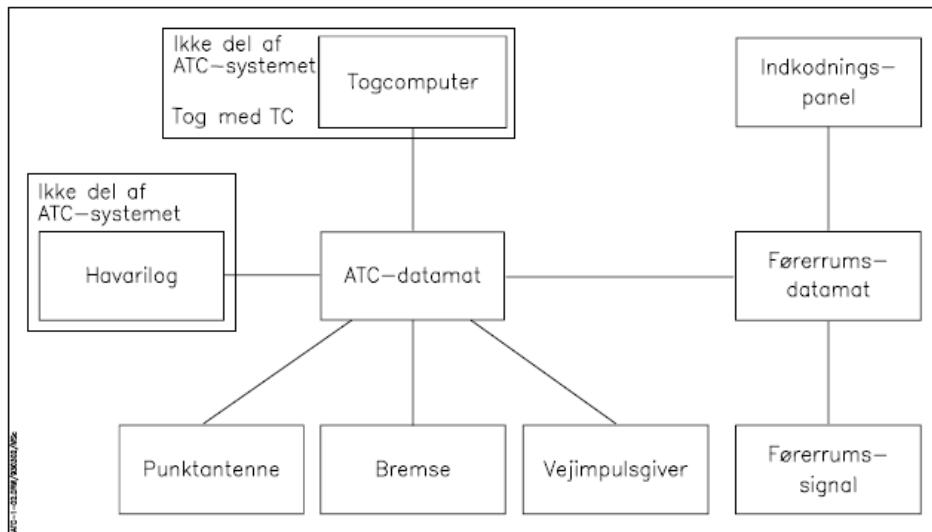 Ikke del af
ATC-systemet
Togcomputer
Tog med TC
Indkodnings-
panel
Ikke del af
ATC-systemet
Havarilog
ATC-datamat
Førerrums-
datamat
Punktantenne
Bremse
Vejimpulsgiver
Førerrums-
signal